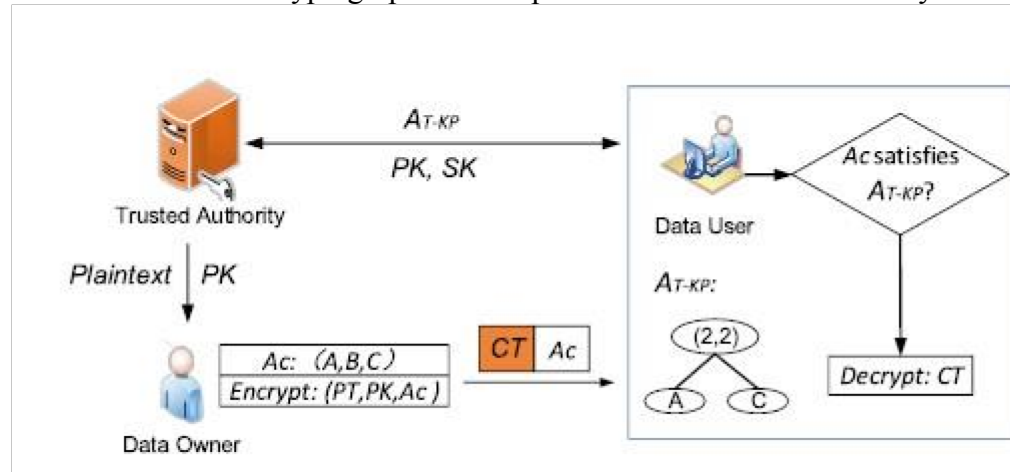 A T-KP
PK, SK
Trusted Authority
Plaintext PK
Ac: (A,B,C)
Encrypt: (PT,PK,Ac)
Data Owner
CT Ac
Data User
Ac satisfies
A T-KP?
A T-KP:
(2,2)
A C
Decrypt: CT